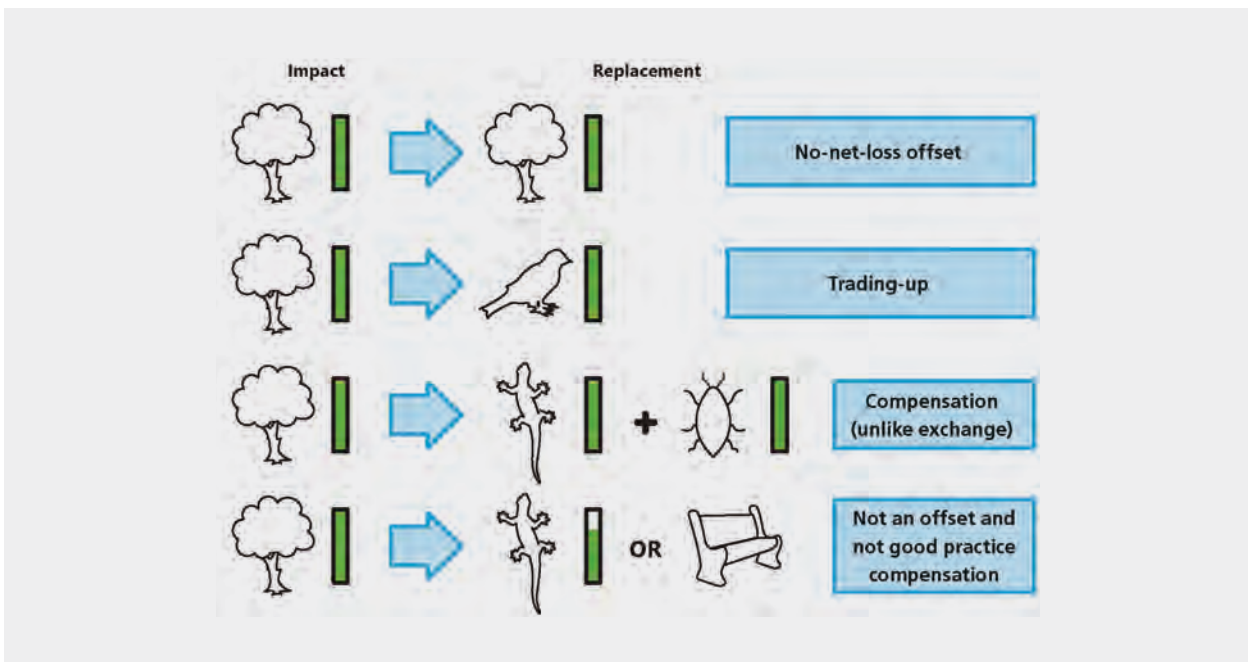 Impact
Replacement
No-net-loss offset
Trading-up
+
Compensation
(unlike exchange)
OR
Not an offset and
not good practice
compensation